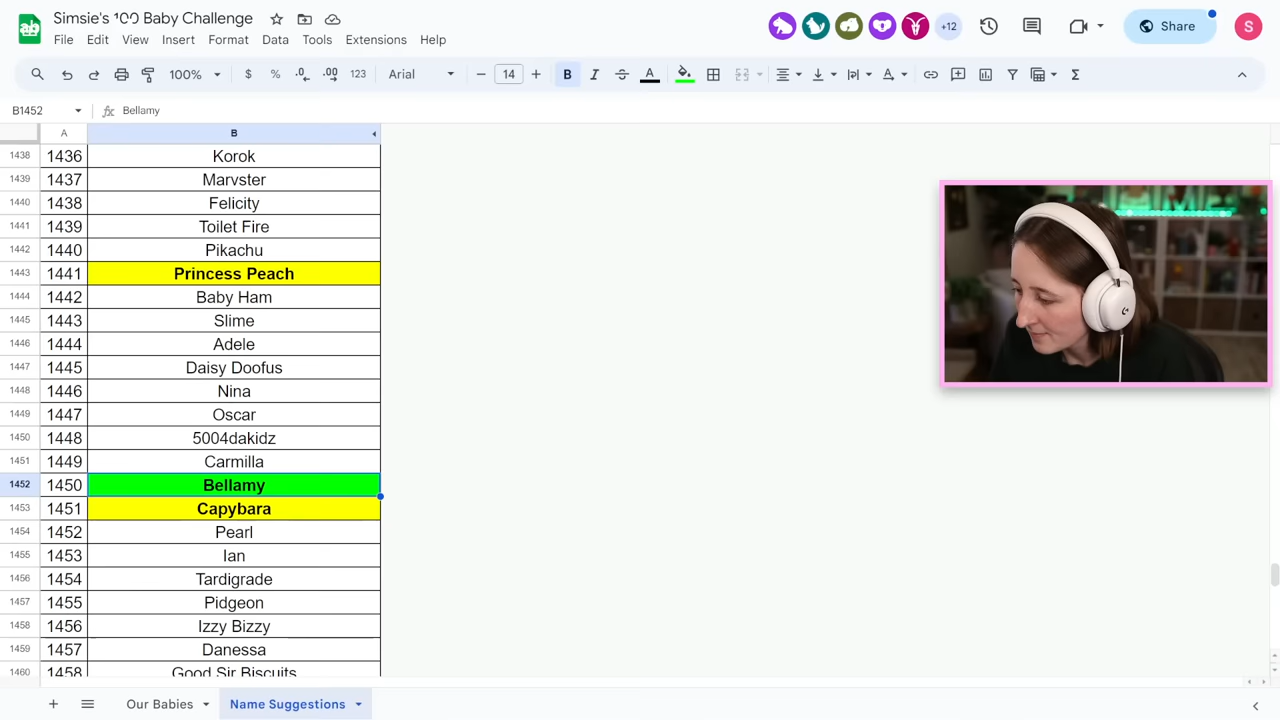 Simsie's 100 Baby Challenge
File Edit View Insert Format Data Tools Extensions Help
+12 Share S
100% $ % .0 .00 123 Arial 14 B I A
B1452 fx Bellamy
A B
1438 1436 Korok
1439 1437 Marvster
1440 1438 Felicity
1441 1439 Toilet Fire
1442 1440 Pikachu
1443 1441 Princess Peach
1444 1442 Baby Ham
1445 1443 Slime
1446 1444 Adele
1447 1445 Daisy Doofus
1448 1446 Nina
1449 1447 Oscar
1450 1448 5004dakidz
1451 1449 Carmilla
1452 1450 Bellamy
1453 1451 Capybara
1454 1452 Pearl
1455 1453 Ian
1456 1454 Tardigrade
1457 1455 Pidgeon
1458 1456 Izzy Bizzy
1459 1457 Danessa
1460 1458 Good Sir Biscuits
Our Babies Name Suggestions